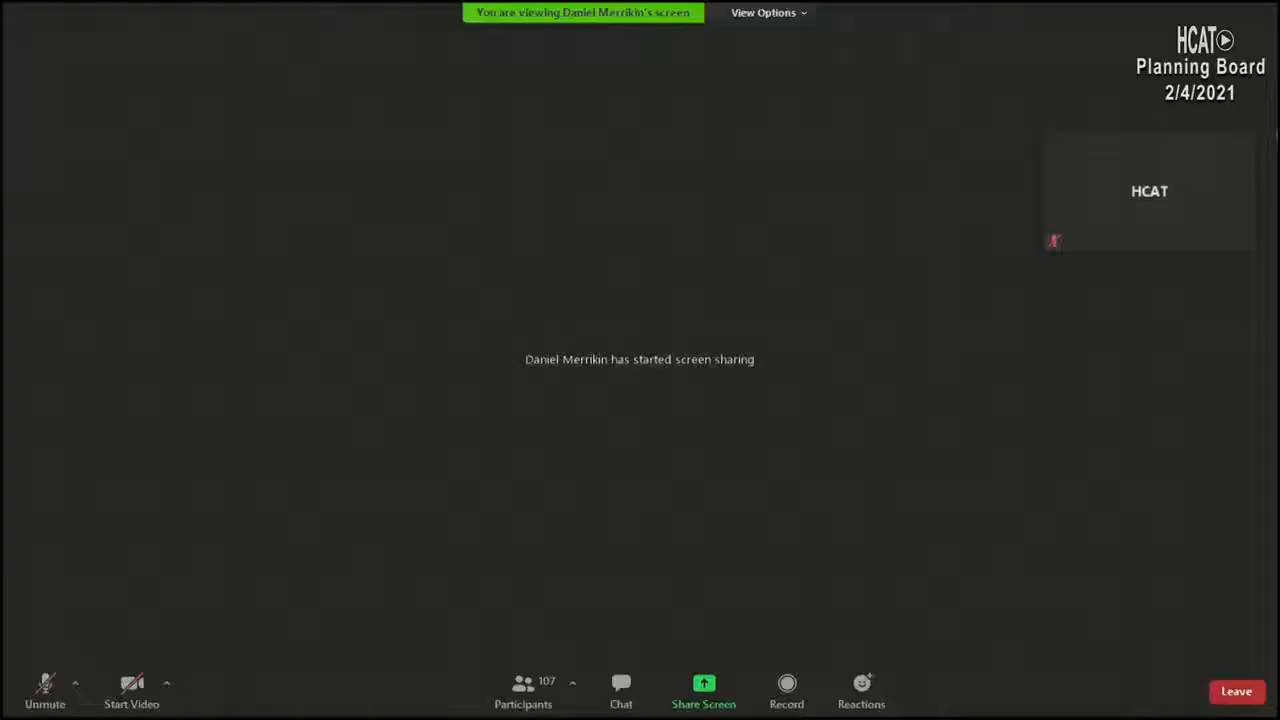 You are viewing Daniel Merrikin's screen
View Options
HCAT
Planning Board
2/4/2021
HCAT
Daniel Merrikin has started screen sharing
Unmute
Start Video
107
Participants
Chat
Share Screen
Record
Reactions
Leave